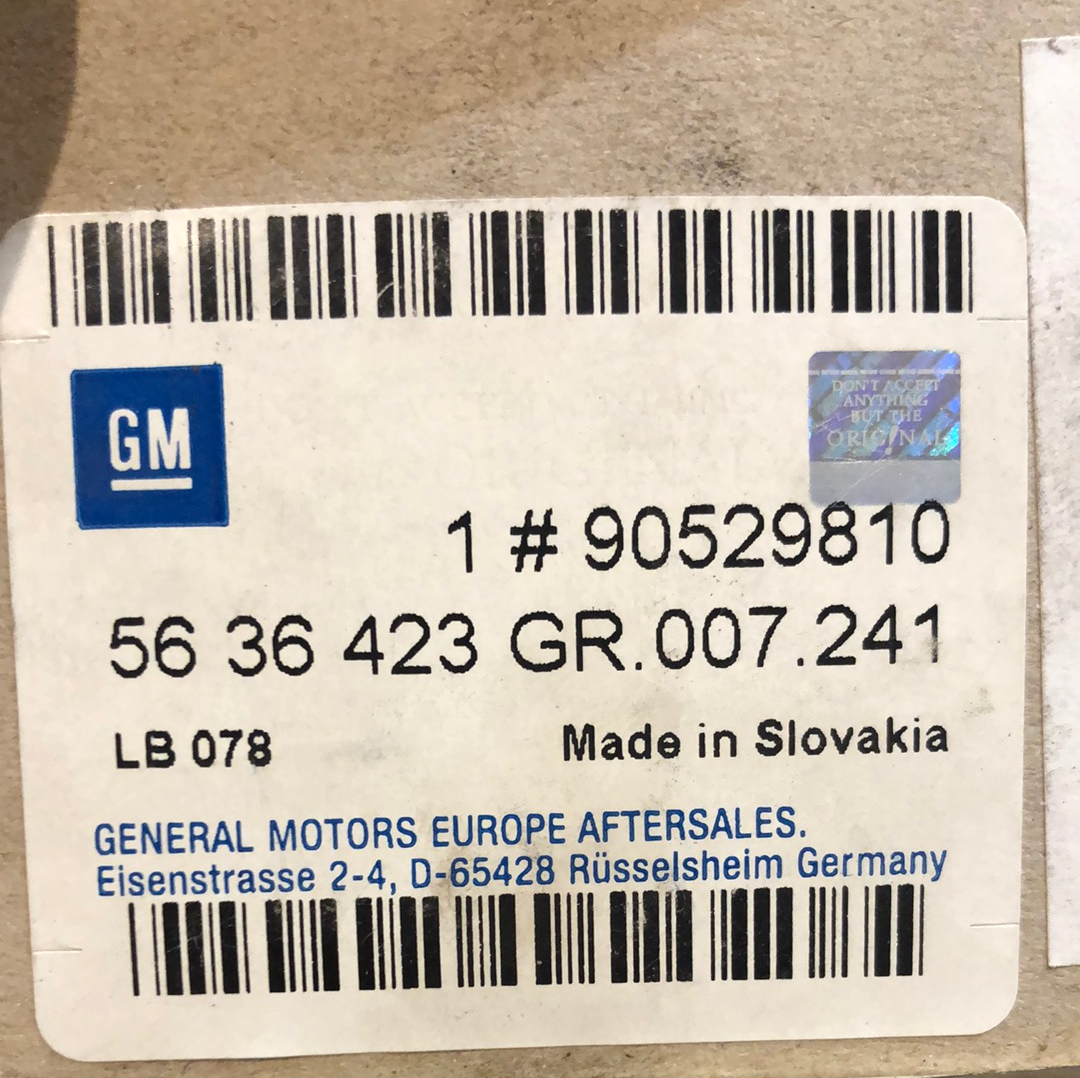 GM
DON'T ACCEPT
ANYTHING
BUT THE
ORIGINAL
1 # 90529810
56 36 423 GR.007.241
LB 078
Made in Slovakia
GENERAL MOTORS EUROPE AFTERSALES.
Eisenstrasse 2-4, D-65428 Rüsselsheim Germany